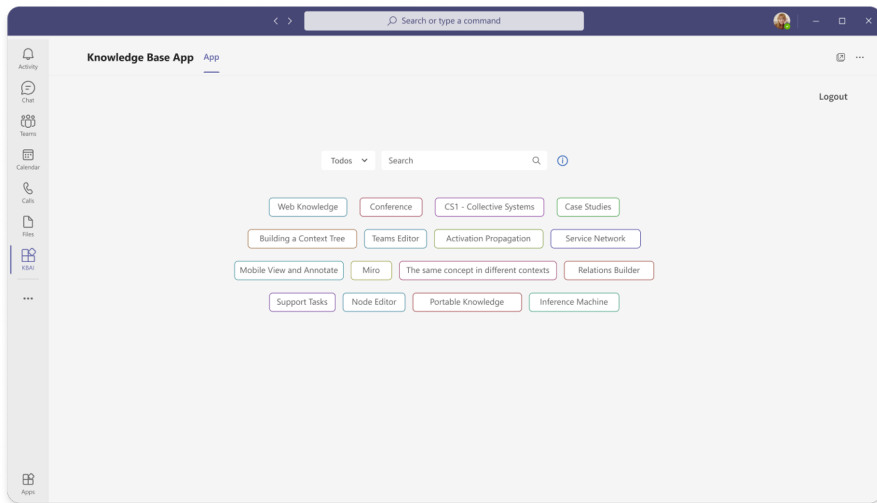 Search or type a command
Activity
Chat
Teams
Calendar
Calls
Files
KBAI
Apps
Knowledge Base App App
Logout
Todos Search
Web Knowledge Conference CS1 - Collective Systems Case Studies
Building a Context Tree Teams Editor Activation Propagation Service Network
Mobile View and Annotate Miro The same concept in different contexts Relations Builder
Support Tasks Node Editor Portable Knowledge Inference Machine